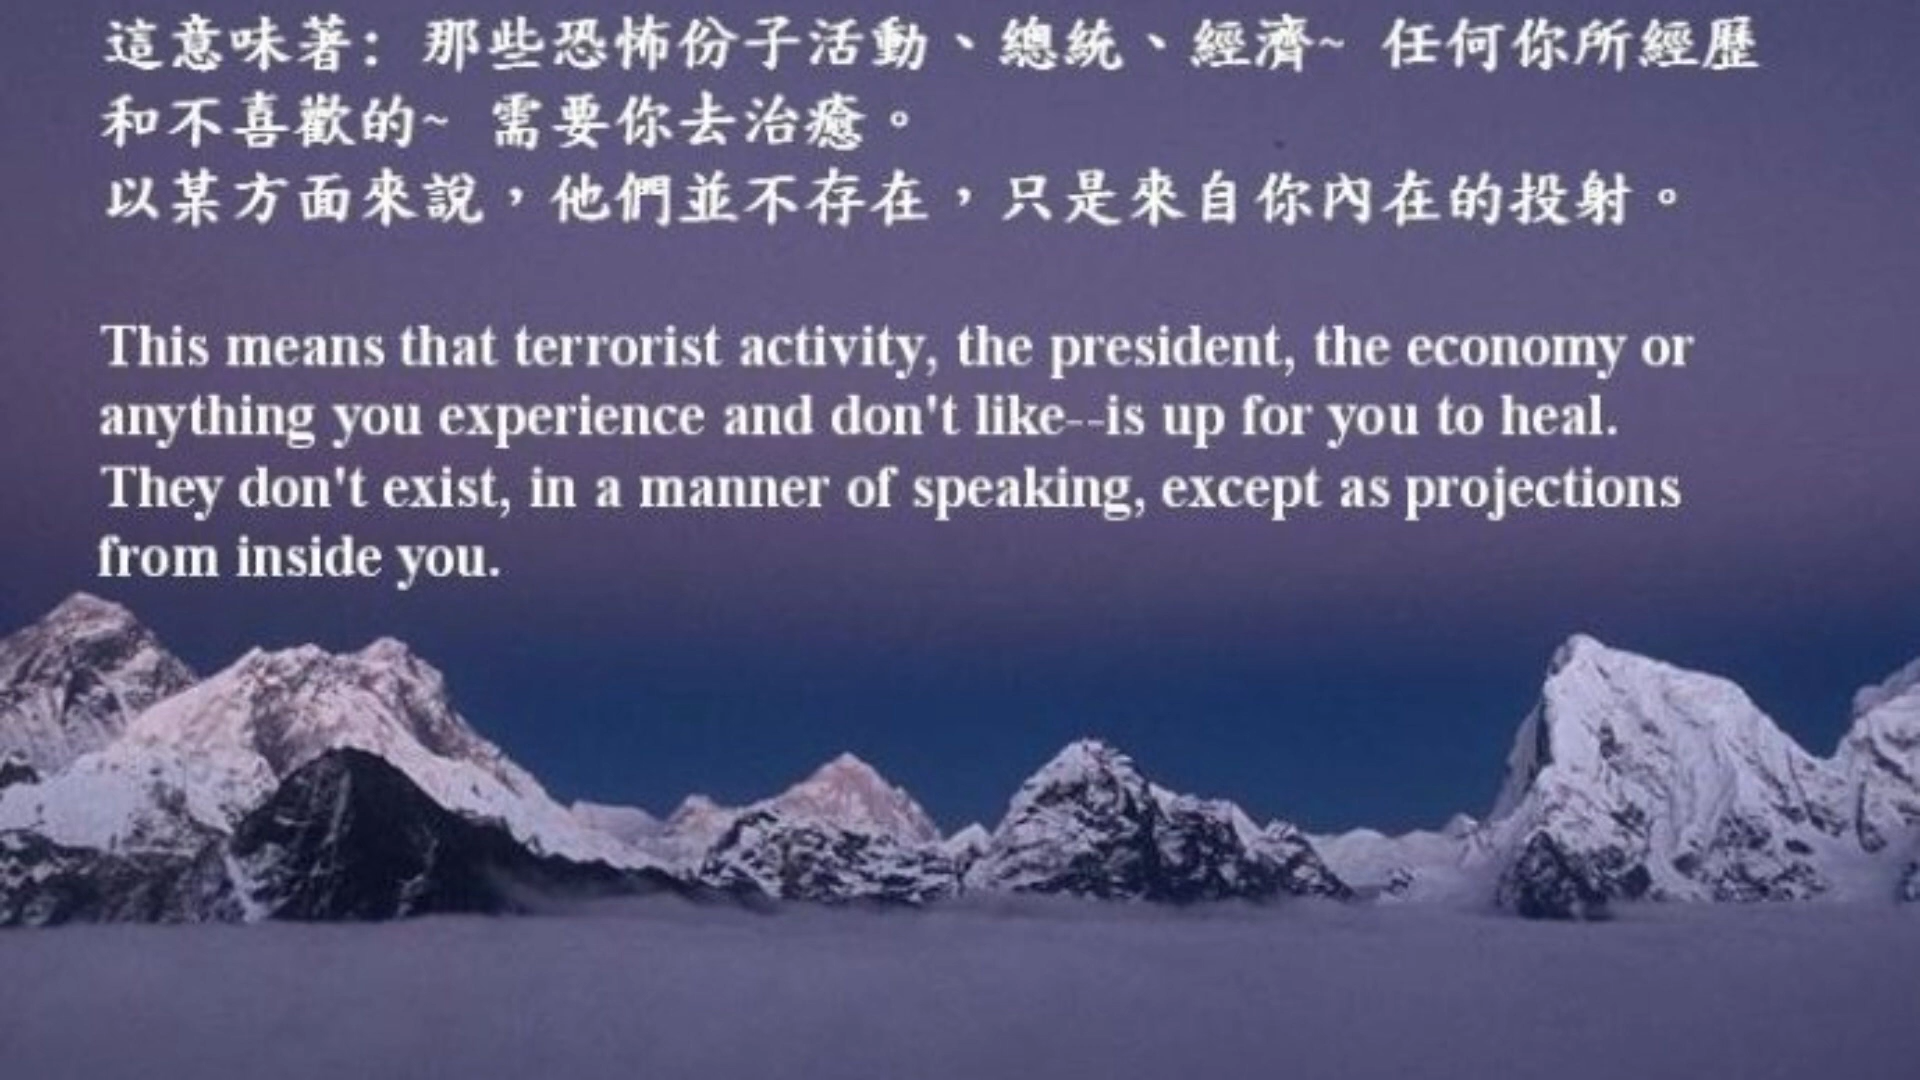 這意味著: 那些恐怖份子活動、總統、經濟~ 任何你所經歷
和不喜歡的~ 需要你去治癒。
以某方面來說，他們並不存在，只是來自你內在的投射。
This means that terrorist activity, the president, the economy or
anything you experience and don't like--is up for you to heal.
They don't exist, in a manner of speaking, except as projections
from inside you.